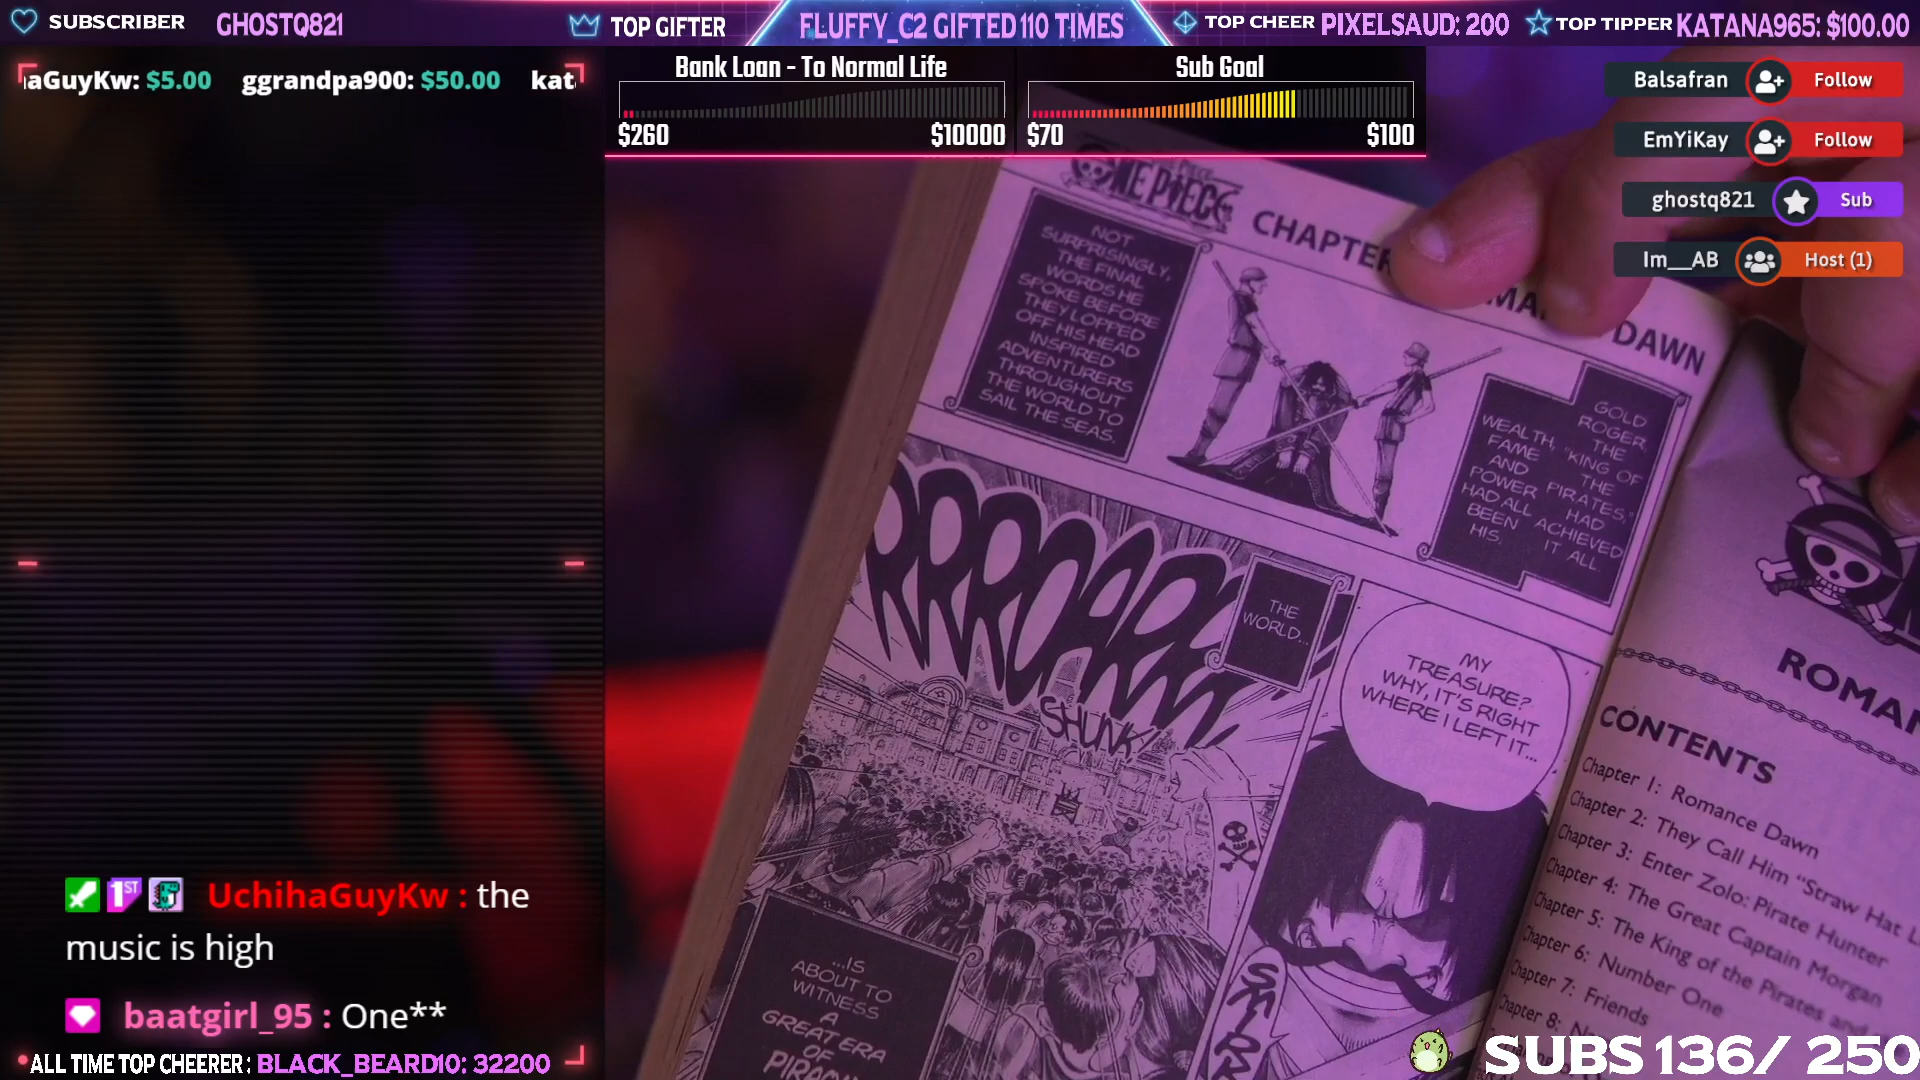 SUBSCRIBER GHOSTQ821
TOP GIFTER
FLUFFY_C2 GIFTED 110 TIMES
TOP CHEER PIXELSAUD: 200
TOP TIPPER KATANA965: $100.00
aGuyKw: $5.00 ggrandpa900: $50.00 kat
Bank Loan - To Normal Life
$260 $10000
Sub Goal
$70 $100
Balsafran Follow
EmYiKay Follow
ghostq821 Sub
Im__AB Host (1)
ONE PIECE
CHAPTER
DAWN
NOT
SURPRISINGLY,
THE FINAL
WORDS HE
SPOKE BEFORE
THEY LOPPED
OFF HIS HEAD
INSPIRED
ADVENTURERS
THROUGHOUT
THE WORLD TO
SAIL THE SEAS.
GOLD
ROGER,
THE
"KING OF
THE
PIRATES,"
HAD
ACHIEVED
IT ALL.
WEALTH,
FAME
AND
POWER
HAD ALL
BEEN
HIS.
THE
WORLD...
SHUNK
MY
TREASURE?
WHY, IT'S RIGHT
WHERE I LEFT IT...
...IS
ABOUT TO
WITNESS
A
GREAT ERA
OF
CONTENTS
Chapter 1: Romance Dawn
Chapter 2: They Call Him "Straw Hat L
Chapter 3: Enter Zolo: Pirate Hunter
Chapter 4: The Great Captain Morgan
Chapter 5: The King of the Pirates and
Chapter 6: Number One
Chapter 7: Friends
Chapter 8:
UchihaGuyKw : the
music is high
baatgirl_95 : One**
ALL TIME TOP CHEERER : BLACK_BEARD10: 32200
SUBS 136/ 250